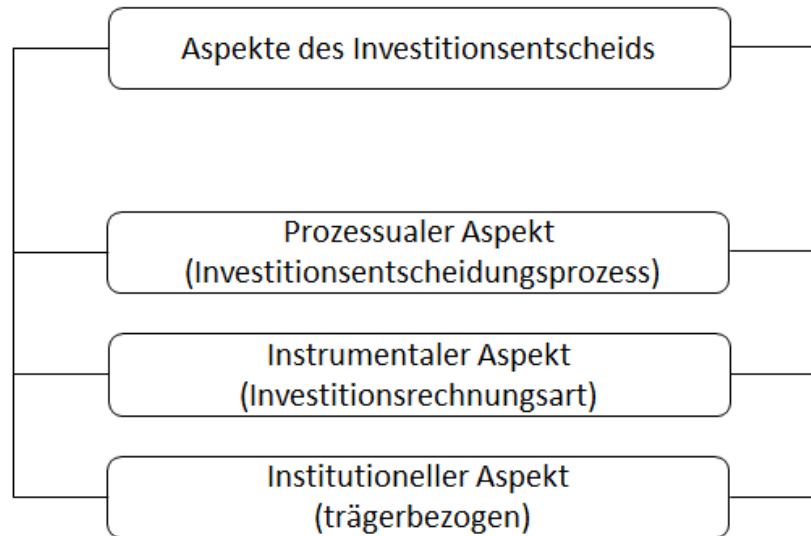 Aspekte des Investitionsentscheids
Prozessualer Aspekt
(Investitionsentscheidungsprozess)
Instrumentaler Aspekt
(Investitionsrechnungsart)
Institutioneller Aspekt
(trägerbezogen)